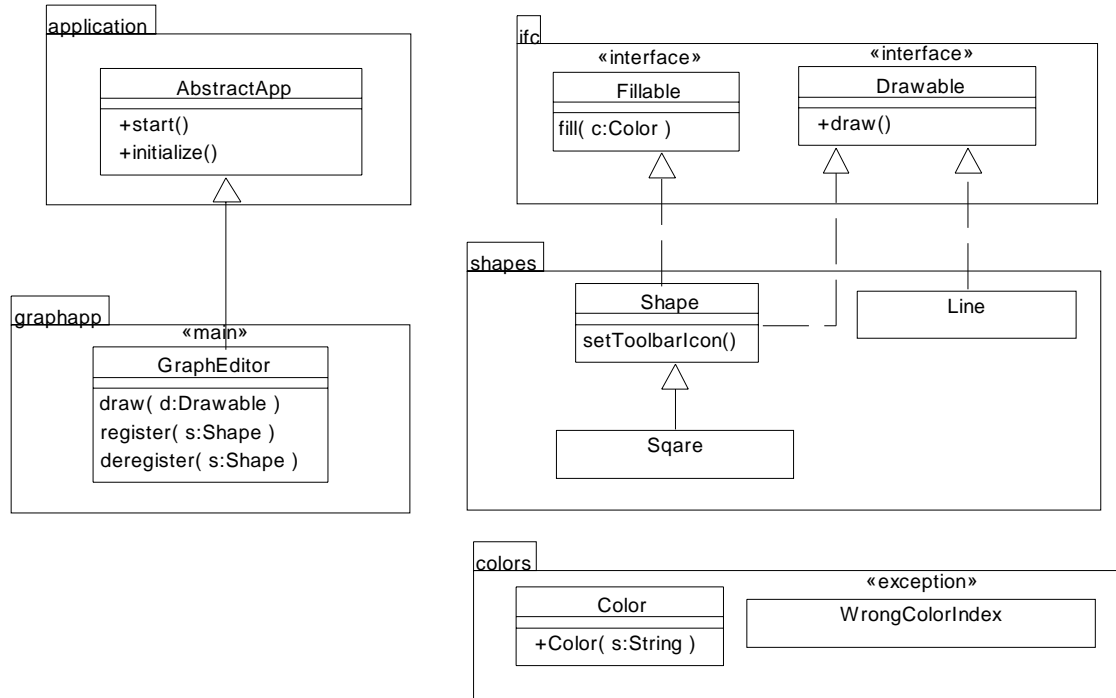 application
AbstractApp
+start()
+initialize()
graphapp
«main»
GraphEditor
draw( d:Drawable )
register( s:Shape )
deregister( s:Shape )
ifc
«interface»
Fillable
fill( c:Color )
«interface»
Drawable
+draw()
shapes
Shape
setToolbarIcon()
Line
Sqare
colors
Color
+Color( s:String )
«exception»
WrongColorIndex